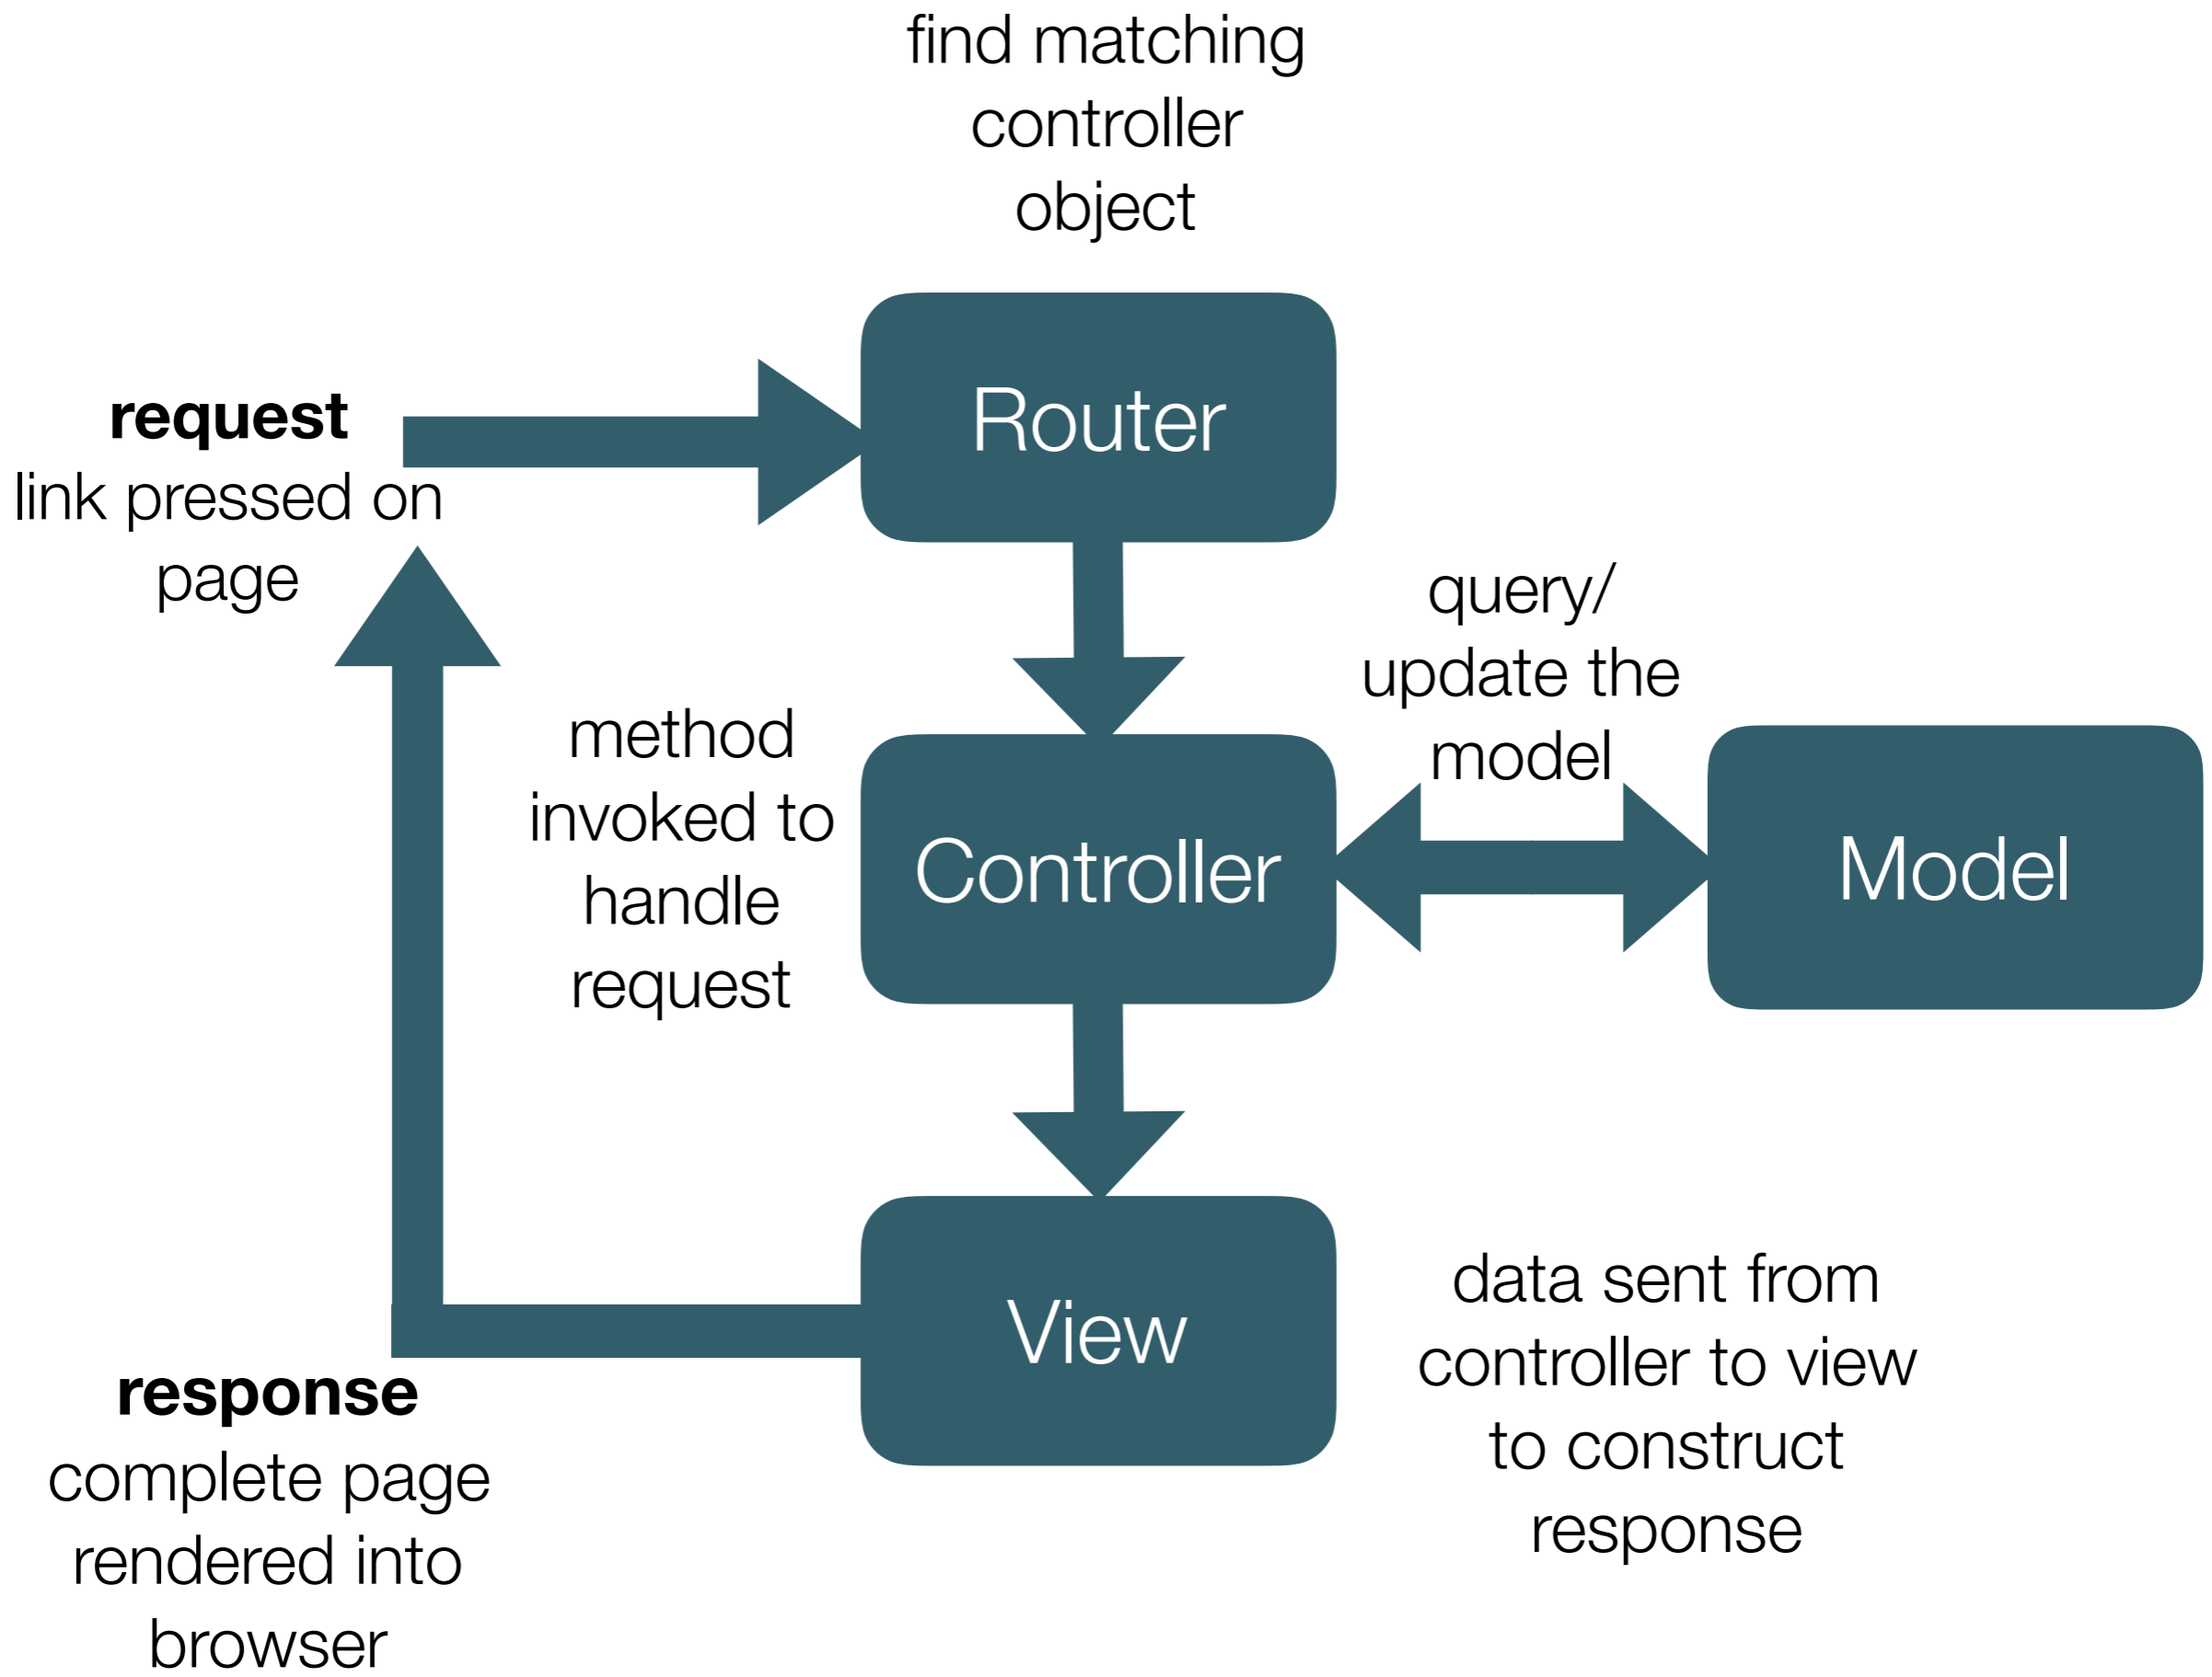 find matching
controller
object
Router
request
link pressed on
page
query/
update the
model
method
invoked to
handle
request
Controller
Model
View
data sent from
controller to view
to construct
response
response
complete page
rendered into
browser